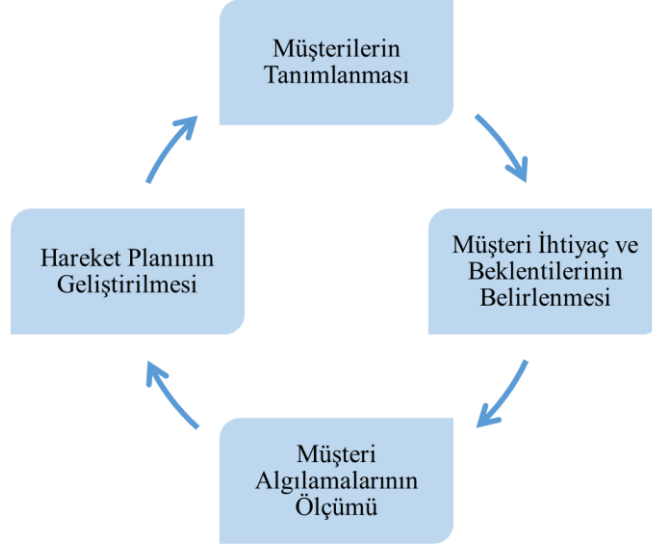 Müşterilerin
Tanımlanması
Müşteri İhtiyaç ve
Beklentilerinin
Belirlenmesi
Müşteri
Algılamalarının
Ölçümü
Hareket Planının
Geliştirilmesi